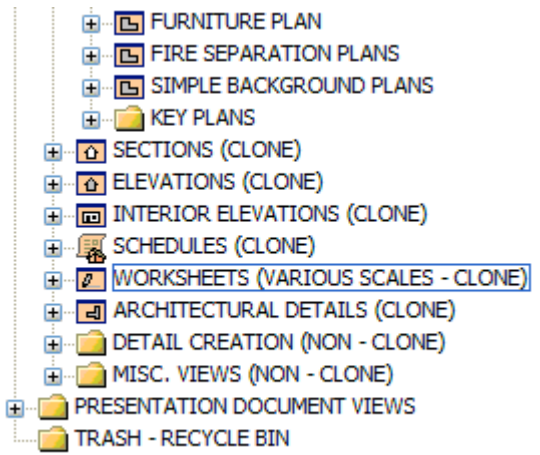 FURNITURE PLAN
FIRE SEPARATION PLANS
SIMPLE BACKGROUND PLANS
KEY PLANS
SECTIONS (CLONE)
ELEVATIONS (CLONE)
INTERIOR ELEVATIONS (CLONE)
SCHEDULES (CLONE)
WORKSHEETS (VARIOUS SCALES - CLONE)
ARCHITECTURAL DETAILS (CLONE)
DETAIL CREATION (NON - CLONE)
MISC. VIEWS (NON - CLONE)
PRESENTATION DOCUMENT VIEWS
TRASH - RECYCLE BIN